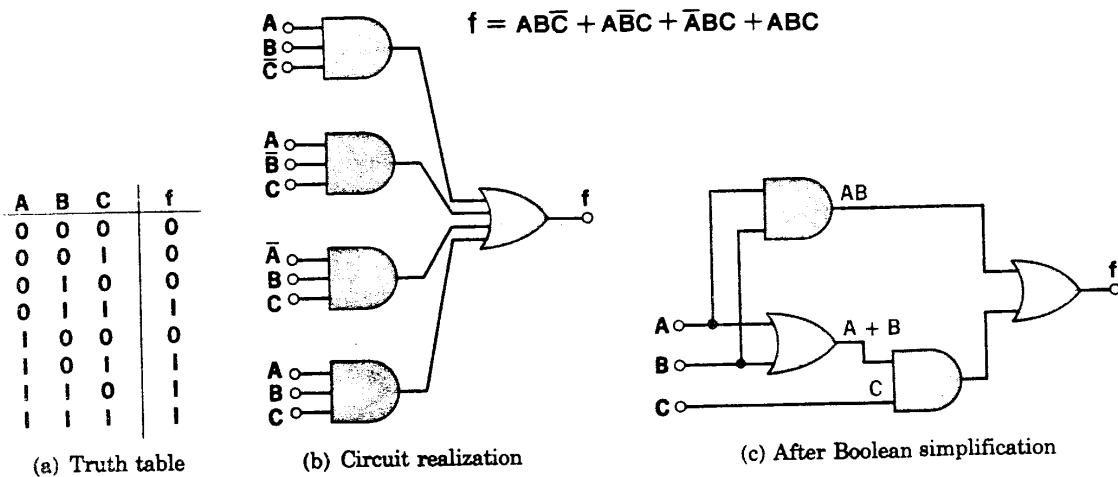 f = ABC̅ + AB̅C + A̅BC + ABC
A
B
C̅
A
B̅
C
A̅
B
C
A
B
C
f
A B C f
0 0 0 0
0 0 1 0
0 1 0 0
0 1 1 1
1 0 0 0
1 0 1 1
1 1 0 1
1 1 1 1
AB
A
B
C
A + B
C
f
(a) Truth table
(b) Circuit realization
(c) After Boolean simplification